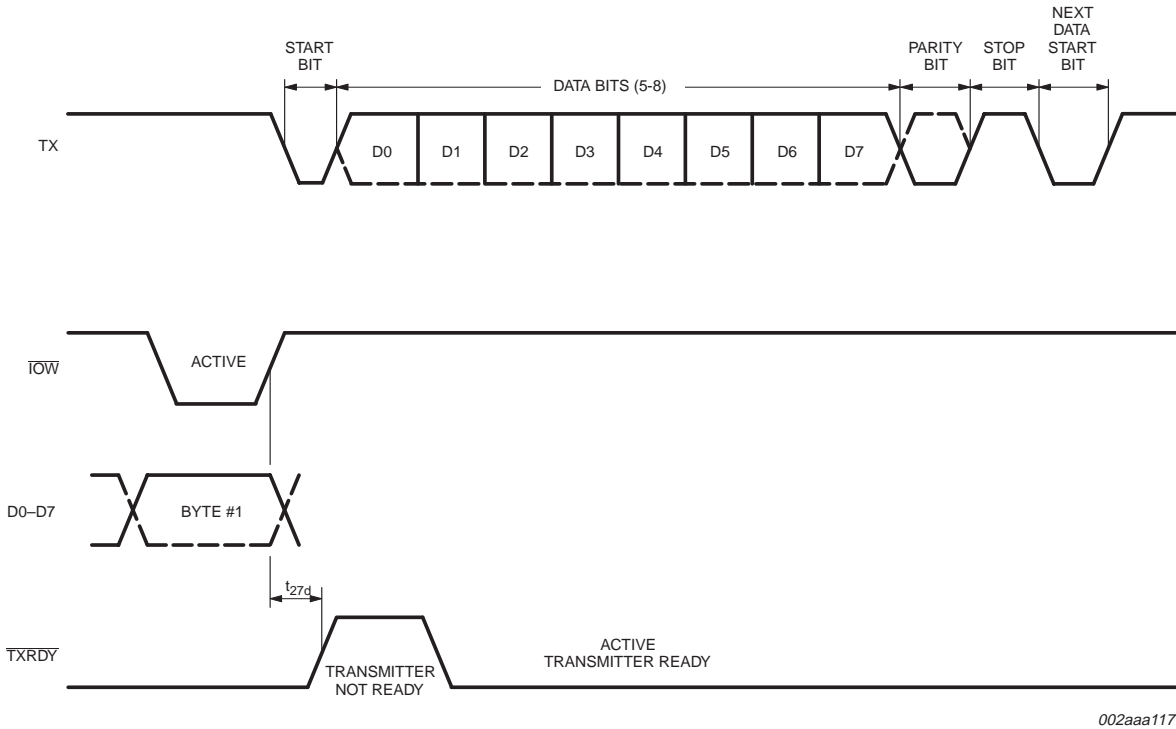 NEXT
DATA
START
BIT
START
BIT
PARITY
BIT
STOP
BIT
DATA BITS (5-8)
TX
D0
D1
D2
D3
D4
D5
D6
D7
IOW
ACTIVE
D0–D7
BYTE #1
t27d
TXRDY
TRANSMITTER
NOT READY
ACTIVE
TRANSMITTER READY
002aaa117